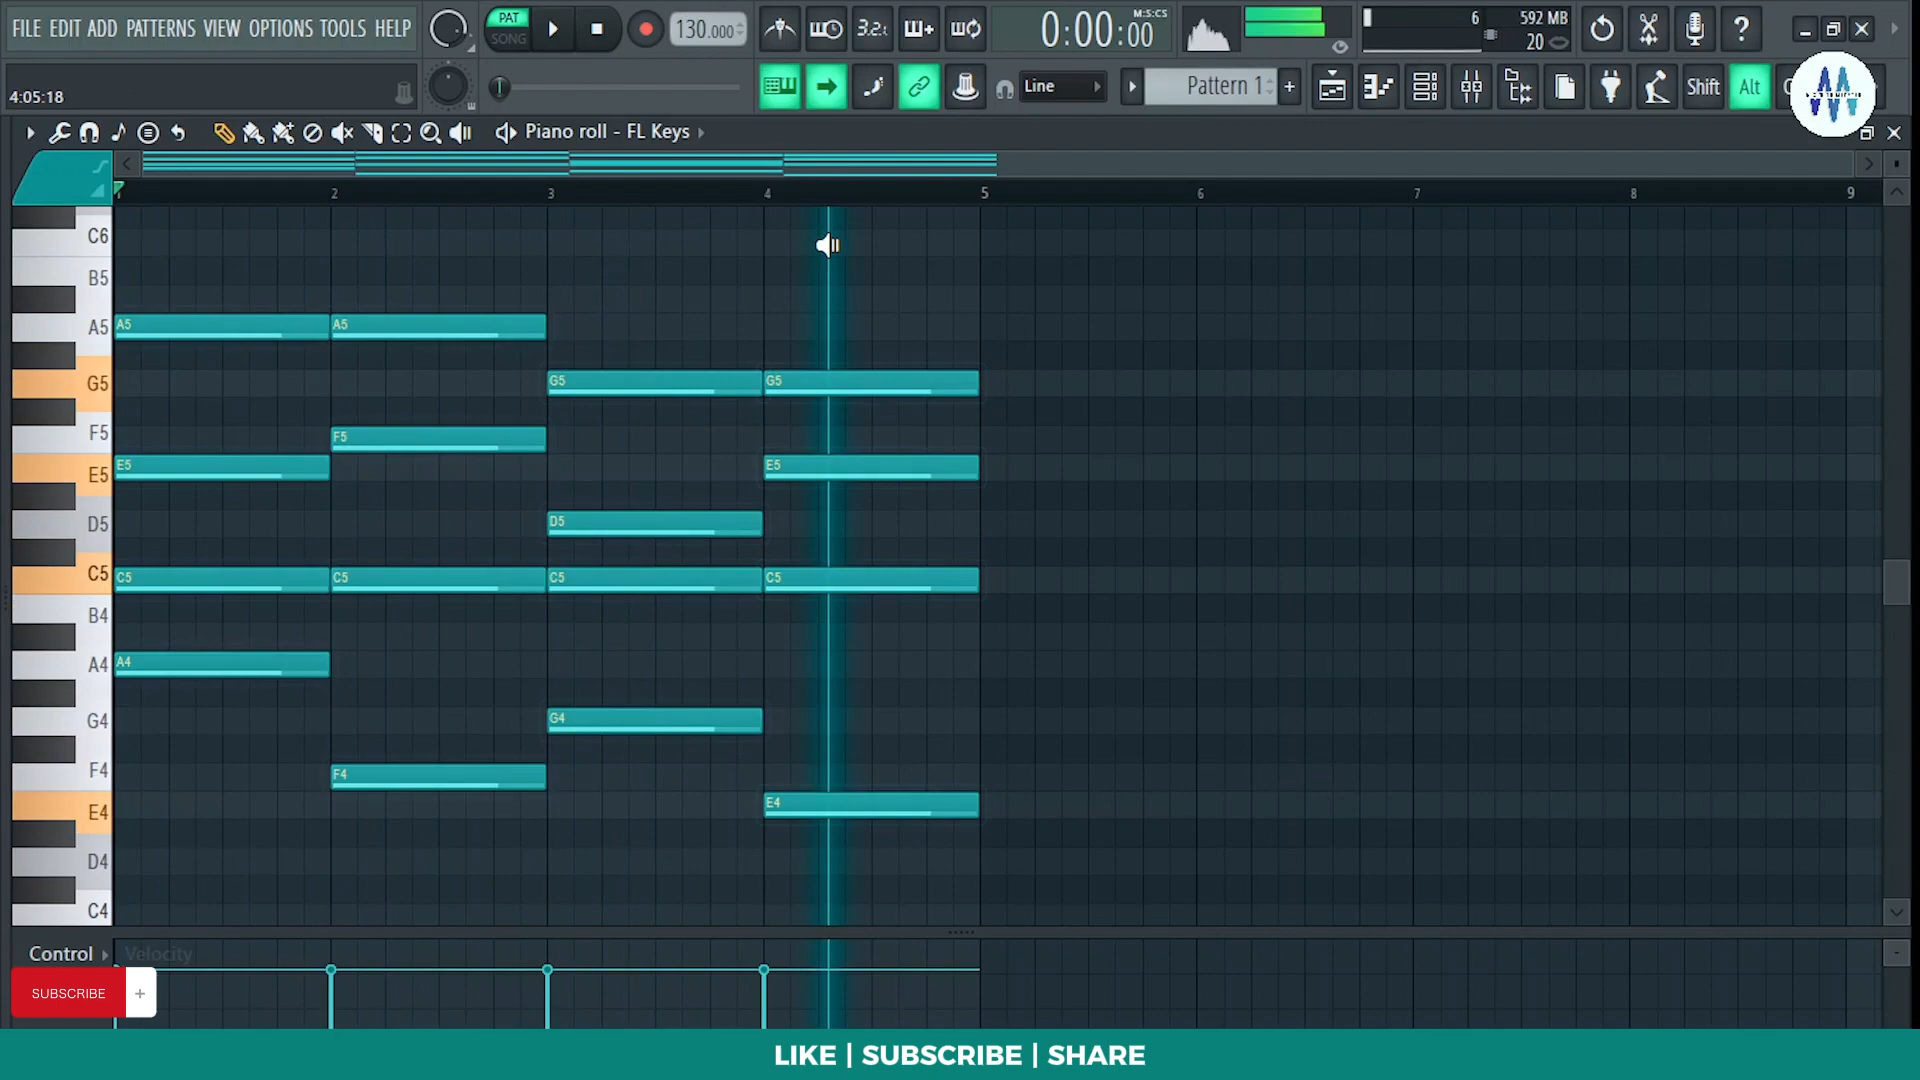 FILE EDIT ADD PATTERNS VIEW OPTIONS TOOLS HELP
PAT
SONG
130.000
3.2.
0:00:00
M:S:CS
6
592 MB
20
4:05:18
Line
Pattern 1
Shift
Alt
Piano roll - FL Keys
2
3
4
5
6
7
8
9
C6
B5
A5
G5
F5
E5
D5
C5
B4
A4
G4
F4
E4
D4
C4
A5
A5
G5
G5
F5
E5
E5
D5
C5
C5
C5
C5
A4
G4
F4
E4
Control
Velocity
SUBSCRIBE
LIKE | SUBSCRIBE | SHARE